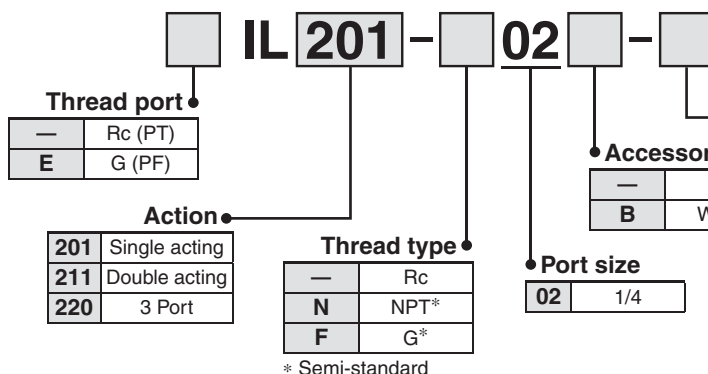 IL 201 - 02 -
Thread port
— Rc (PT)
E G (PF)
Action
201 Single acting
211 Double acting
220 3 Port
Thread type
— Rc
N NPT*
F G*
* Semi-standard
Port size
02 1/4
—
B